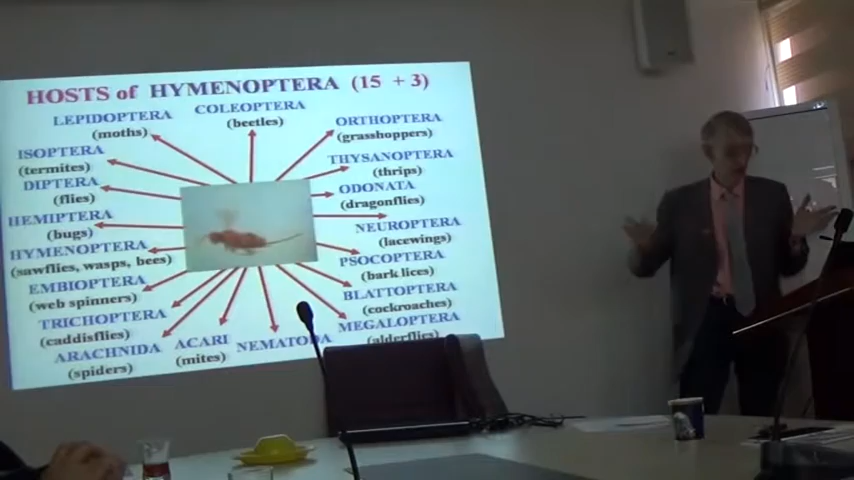 HOSTS of HYMENOPTERA (15 + 3)
LEPIDOPTERA
(moths)
COLEOPTERA
(beetles)
ORTHOPTERA
(grasshoppers)
ISOPTERA
(termites)
THYSANOPTERA
(thrips)
DIPTERA
(flies)
ODONATA
(dragonflies)
HEMIPTERA
(bugs)
NEUROPTERA
(lacewings)
HYMENOPTERA
(sawflies, wasps, bees)
PSOCOPTERA
(bark lices)
EMBIOPTERA
(web spinners)
BLATTOPTERA
(cockroaches)
TRICHOPTERA
(caddisflies)
MEGALOPTERA
(alderflies)
ARACHNIDA
(spiders)
ACARI
(mites)
NEMATODA